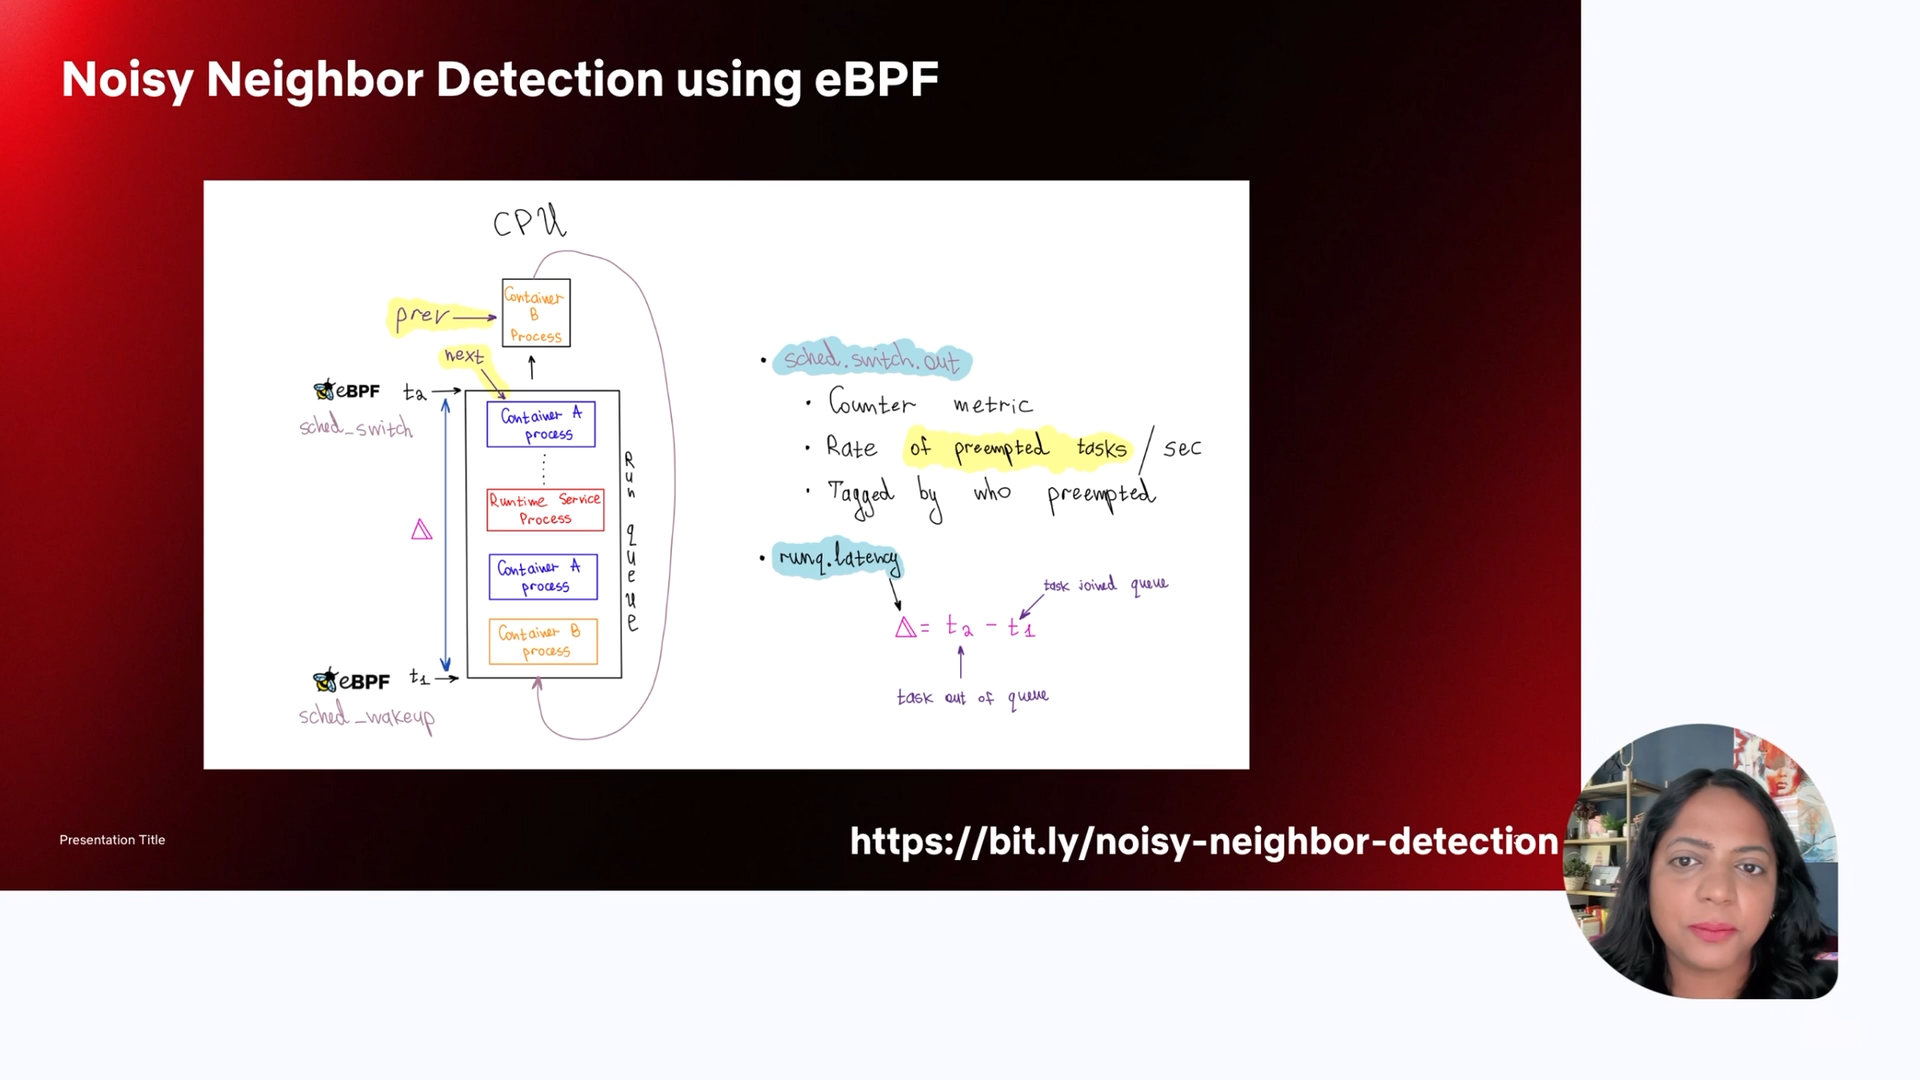 Noisy Neighbor Detection using eBPF
CPU
Container
B
Process
prev
next
eBPF t2
sched_switch
Container A
process
Runtime Service
Process
Container A
process
Container B
process
Run queue
Δ
eBPF t1
sched_wakeup
• sched.switch.out
• Counter metric
• Rate of preempted tasks / sec
• Tagged by who preempted
• runq.latency
task joined queue
Δ = t2 - t1
task out of queue
Presentation Title
https://bit.ly/noisy-neighbor-detection